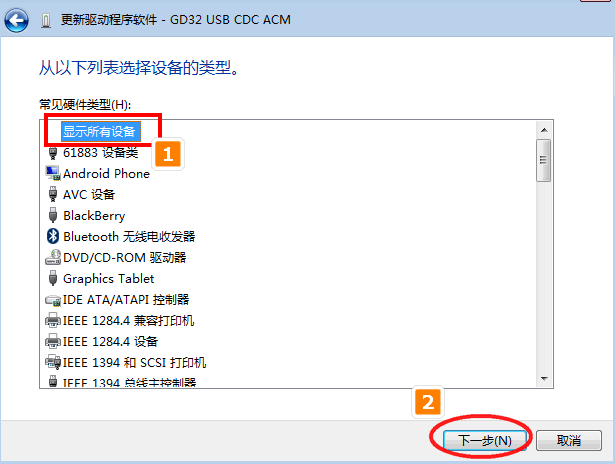 更新驱动程序软件 - GD32 USB CDC ACM
从以下列表选择设备的类型。
常见硬件类型(H):
显示所有设备
1
61883 设备类
Android Phone
AVC 设备
BlackBerry
Bluetooth 无线电收发器
DVD/CD-ROM 驱动器
Graphics Tablet
IDE ATA/ATAPI 控制器
IEEE 1284.4 兼容打印机
IEEE 1284.4 设备
IEEE 1394 和 SCSI 打印机
IEEE 1394 总线主控制器
2
下一步(N) 取消